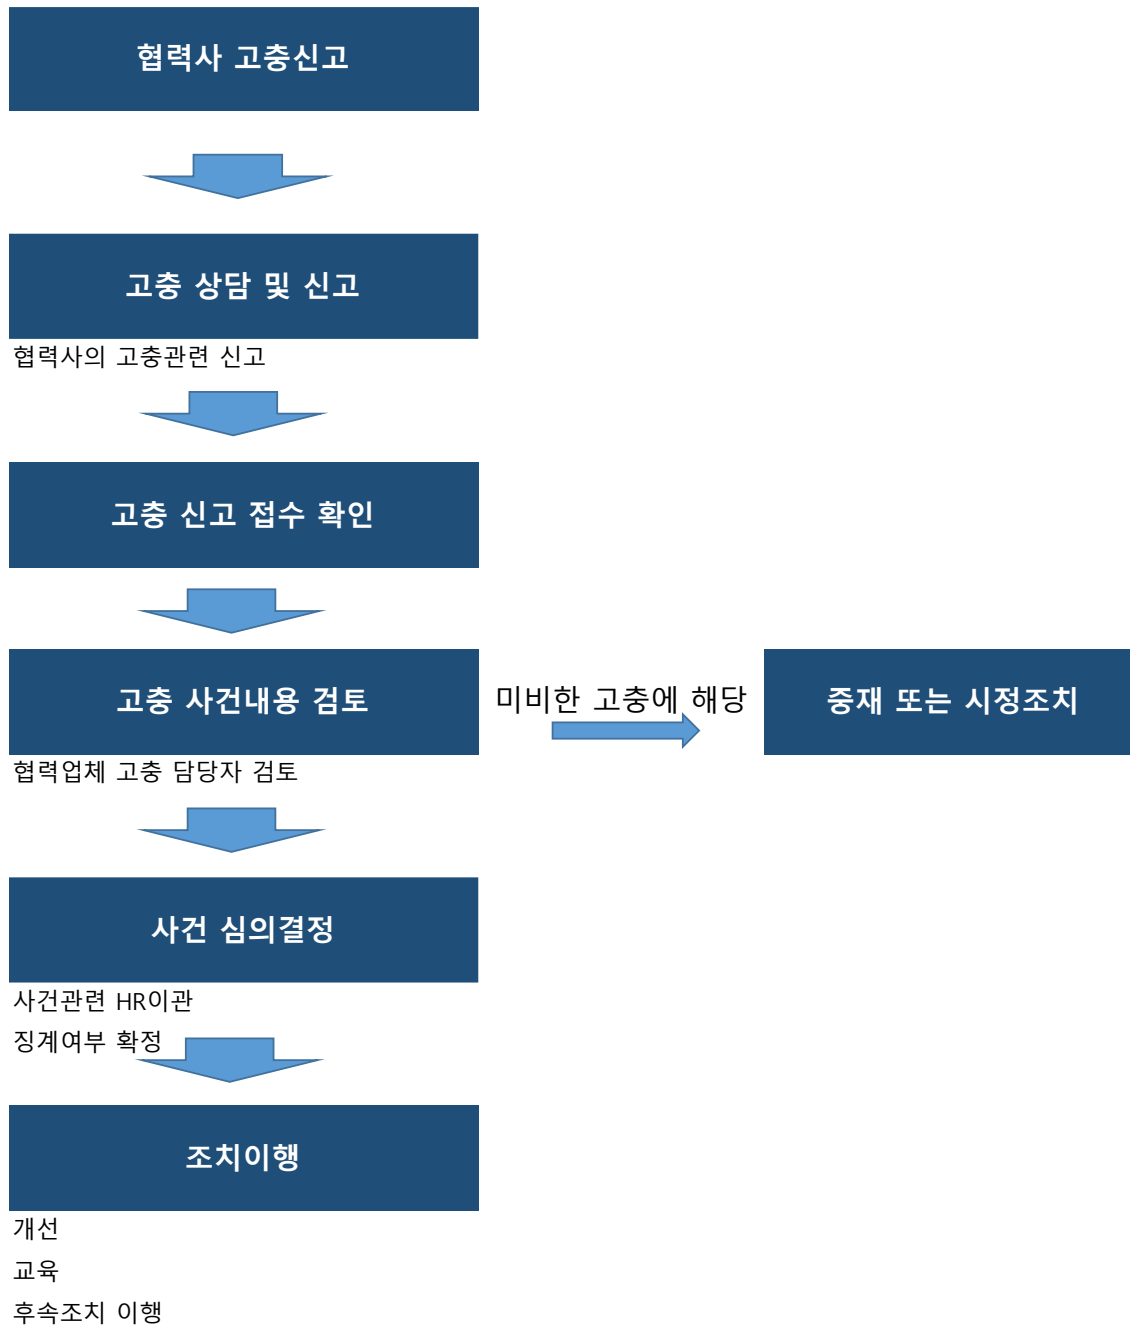 협력사 고충신고
고충 상담 및 신고
협력사의 고충관련 신고
고충 신고 접수 확인
고충 사건내용 검토
미비한 고충에 해당
중재 또는 시정조치
협력업체 고충 담당자 검토
사건 심의결정
사건관련 HR이관
징계여부 확정
조치이행
개선
교육
후속조치 이행